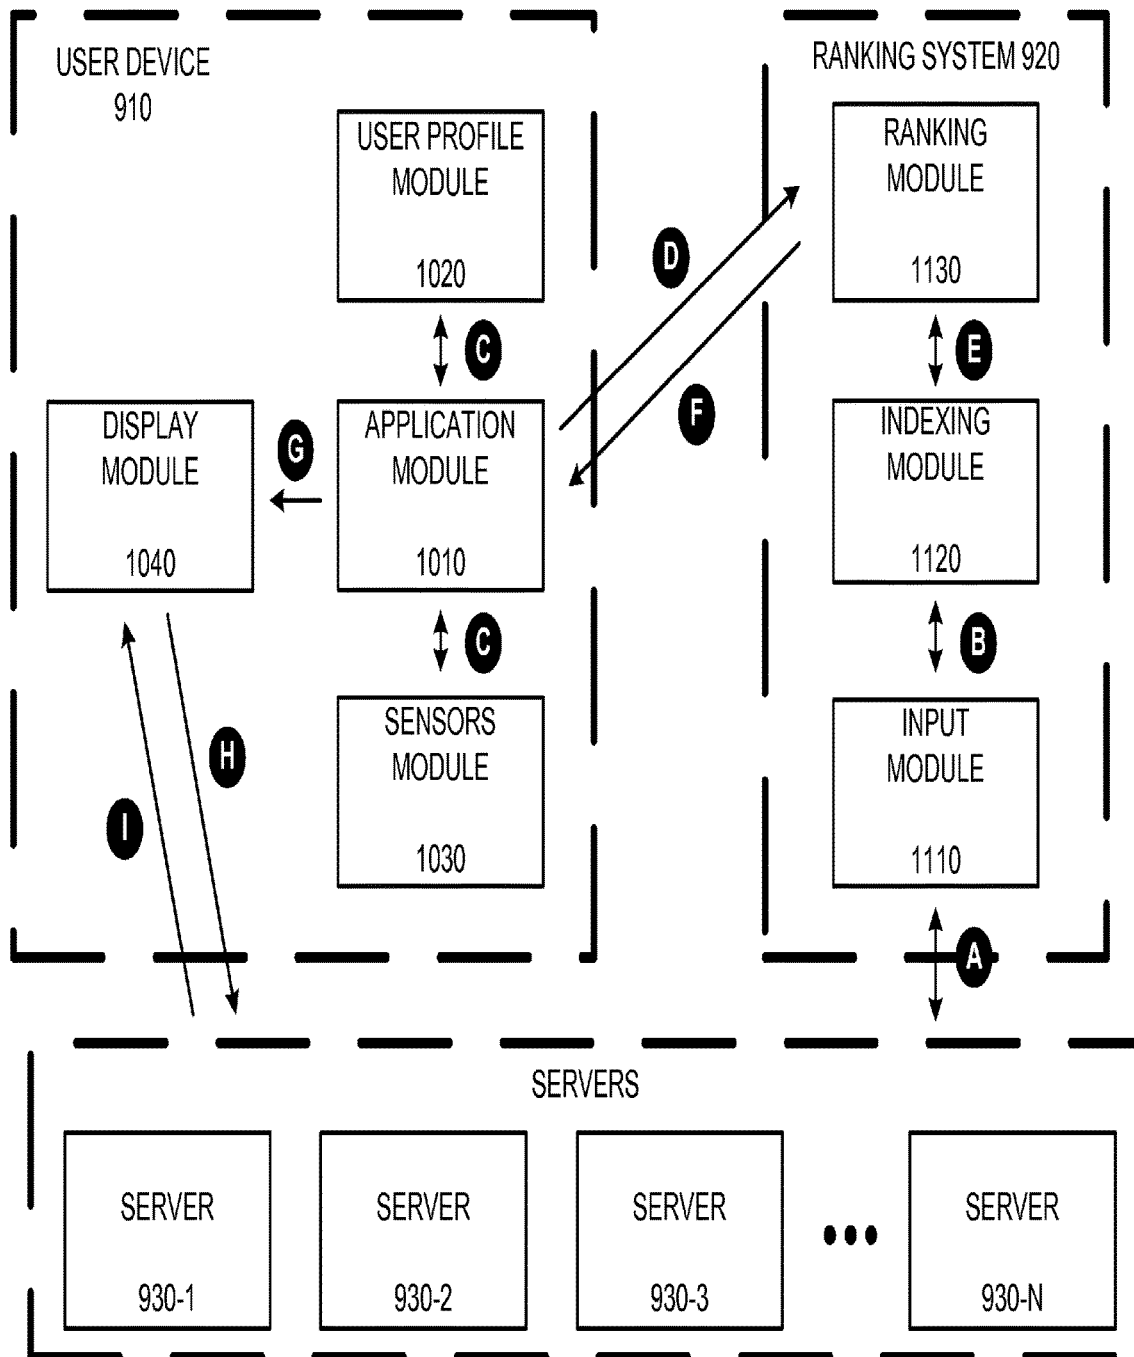 USER DEVICE
910
RANKING SYSTEM 920
USER PROFILE
MODULE
1020
RANKING
MODULE
1130
D
C
E
F
DISPLAY
MODULE
1040
G
APPLICATION
MODULE
1010
INDEXING
MODULE
1120
C
B
H
I
SENSORS
MODULE
1030
INPUT
MODULE
1110
A
SERVERS
SERVER
930-1
SERVER
930-2
SERVER
930-3
SERVER
930-N